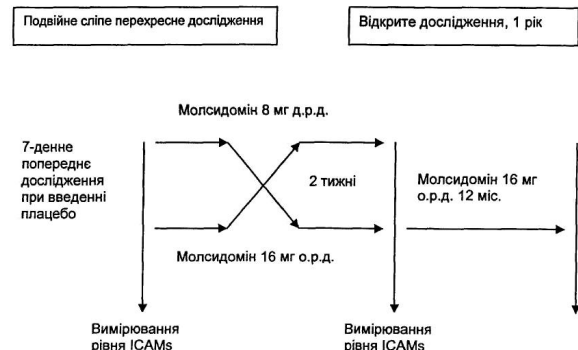 Подвійне сліпе перехресне дослідження
Відкрите дослідження, 1 рік
Молсидомін 8 мг д.р.д.
7-денне
попереднє
дослідження
при введенні
плацебо
2 тижні
Молсидомін 16 мг
о.р.д. 12 міс.
Молсидомін 16 мг о.р.д.
Вимірювання
рівня ICAMs
Вимірювання
рівня ICAMs